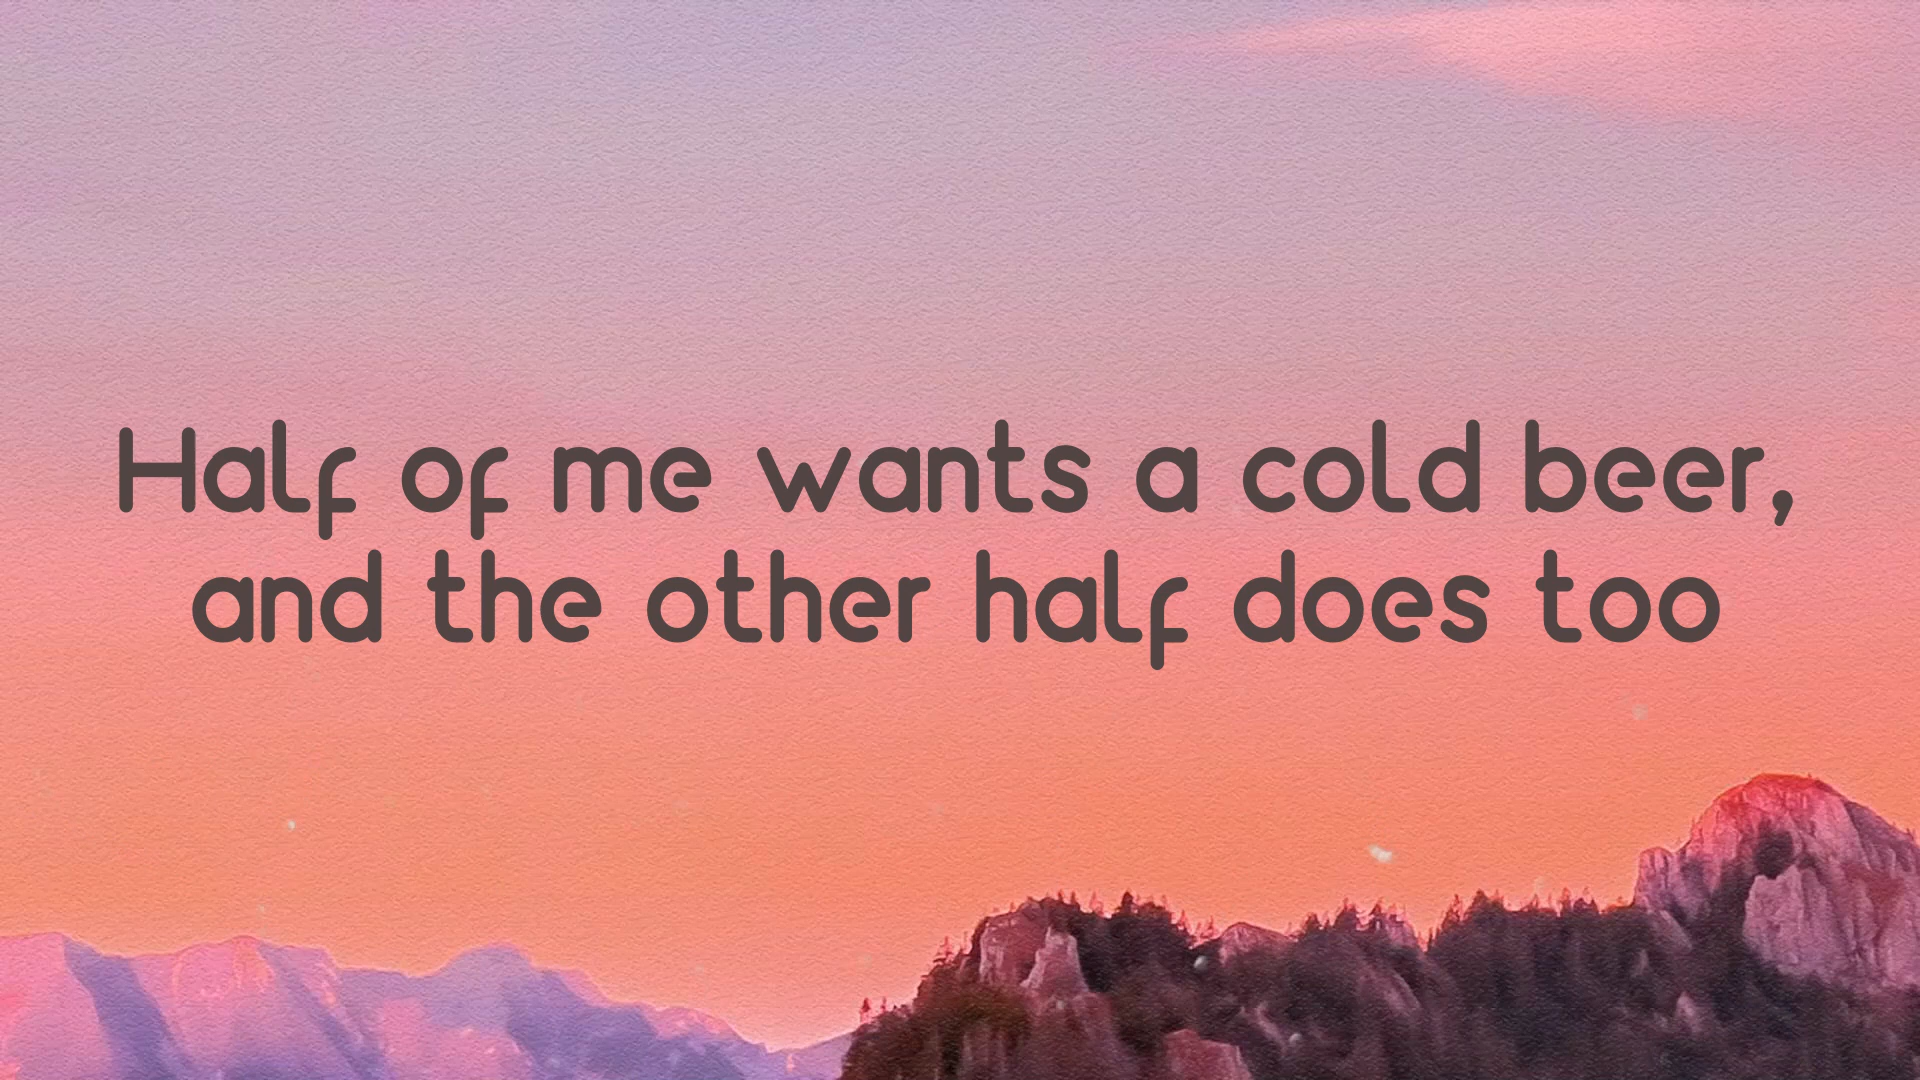 Half of me wants a cold beer,
and the other half does too